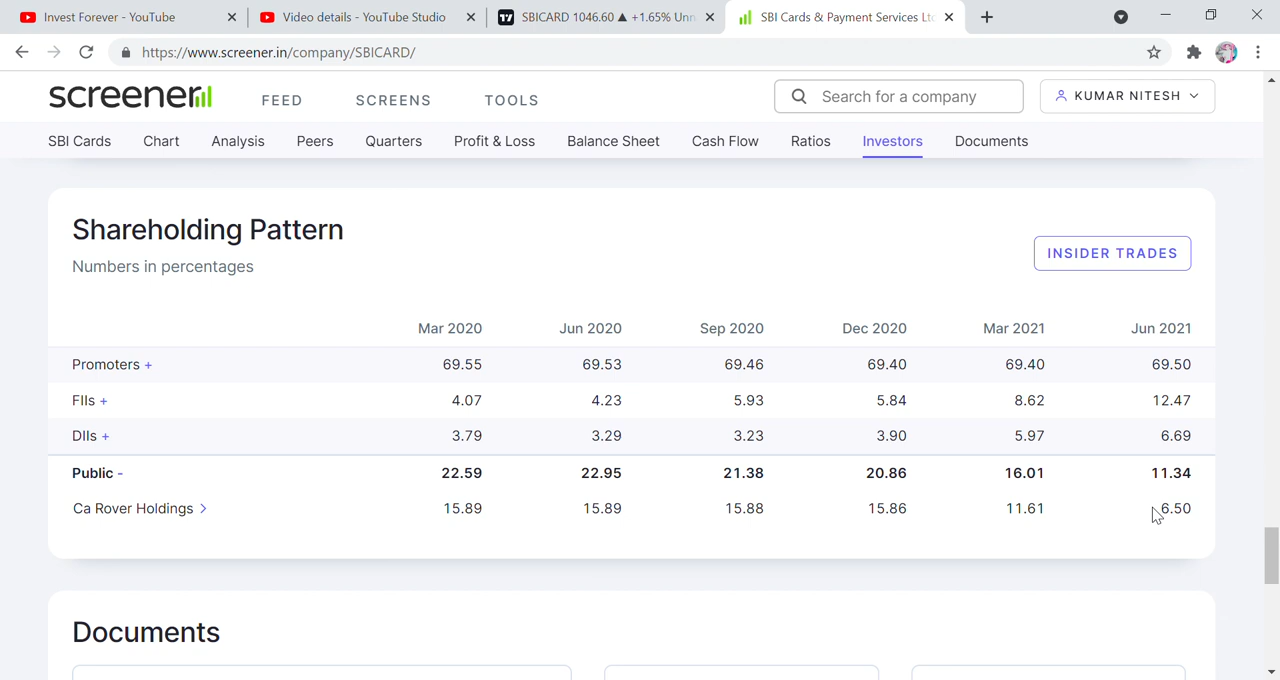 Invest Forever - YouTube
Video details - YouTube Studio
SBICARD 1046.60 ▲ +1.65% Unn
SBI Cards & Payment Services Lt
https://www.screener.in/company/SBICARD/
screener
FEED
SCREENS
TOOLS
Search for a company
KUMAR NITESH
SBI Cards Chart Analysis Peers Quarters Profit & Loss Balance Sheet Cash Flow Ratios Investors Documents
Shareholding Pattern
Numbers in percentages
INSIDER TRADES
Mar 2020 Jun 2020 Sep 2020 Dec 2020 Mar 2021 Jun 2021
Promoters + 69.55 69.53 69.46 69.40 69.40 69.50
FIIs + 4.07 4.23 5.93 5.84 8.62 12.47
DIIs + 3.79 3.29 3.23 3.90 5.97 6.69
Public - 22.59 22.95 21.38 20.86 16.01 11.34
Ca Rover Holdings > 15.89 15.89 15.88 15.86 11.61 6.50
Documents